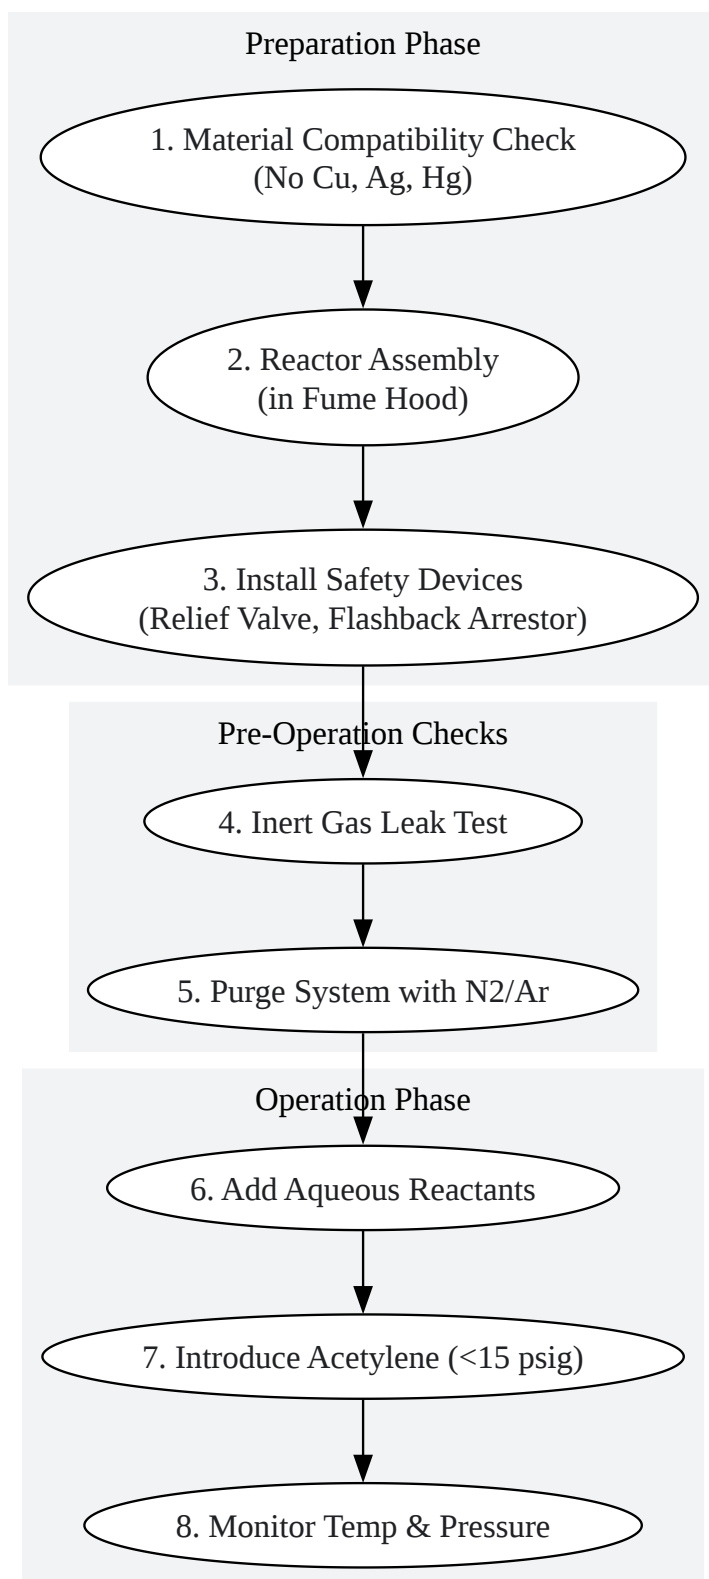 Preparation Phase
1. Material Compatibility Check
(No Cu, Ag, Hg)
2. Reactor Assembly
(in Fume Hood)
3. Install Safety Devices
(Relief Valve, Flashback Arrestor)
Pre-Operation Checks
4. Inert Gas Leak Test
5. Purge System with N2/Ar
Operation Phase
6. Add Aqueous Reactants
7. Introduce Acetylene (<15 psig)
8. Monitor Temp & Pressure